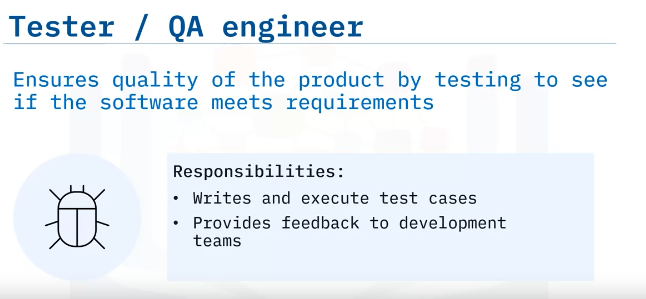 Tester / QA engineer
Ensures quality of the product by testing to see
if the software meets requirements
Responsibilities:
• Writes and execute test cases
• Provides feedback to development
teams